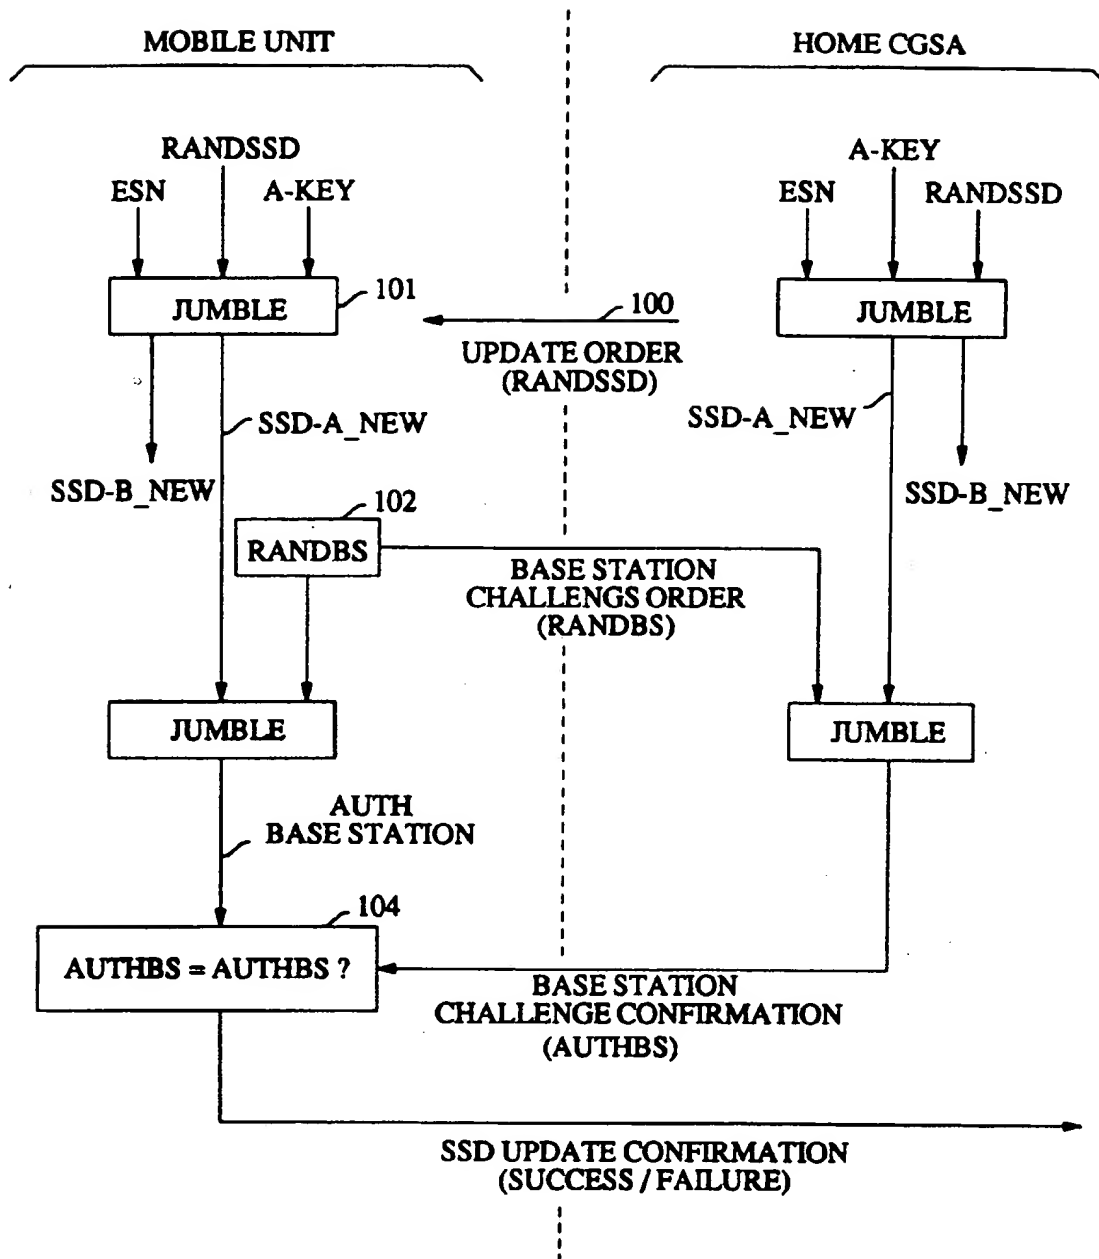 MOBILE UNIT
HOME CGSA
RANDSSD
ESN
A-KEY
A-KEY
ESN
RANDSSD
JUMBLE
101
100
JUMBLE
UPDATE ORDER
(RANDSSD)
SSD-A_NEW
SSD-A_NEW
SSD-B_NEW
SSD-B_NEW
102
RANDBS
BASE STATION
CHALLENGS ORDER
(RANDBS)
JUMBLE
JUMBLE
AUTH
BASE STATION
104
AUTHBS = AUTHBS ?
BASE STATION
CHALLENGE CONFIRMATION
(AUTHBS)
SSD UPDATE CONFIRMATION
(SUCCESS / FAILURE)